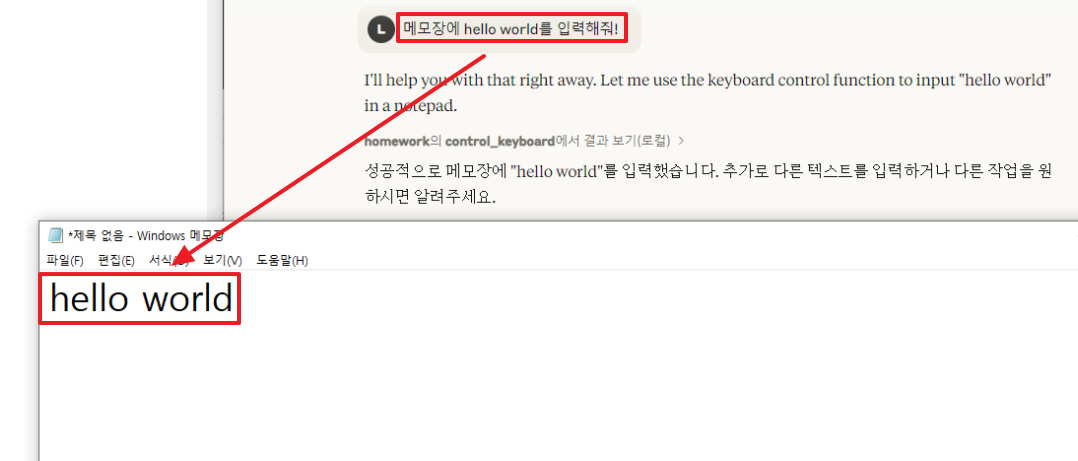 L
메모장에 hello world를 입력해줘!
I'll help you with that right away. Let me use the keyboard control function to input "hello world"
in a notepad.
homework의 control_keyboard에서 결과 보기(로컬) >
성공적으로 메모장에 "hello world"를 입력했습니다. 추가로 다른 텍스트를 입력하거나 다른 작업을 원
하시면 알려주세요.
*제목 없음 - Windows 메모장
파일(F) 편집(E) 서식(O) 보기(V) 도움말(H)
hello world